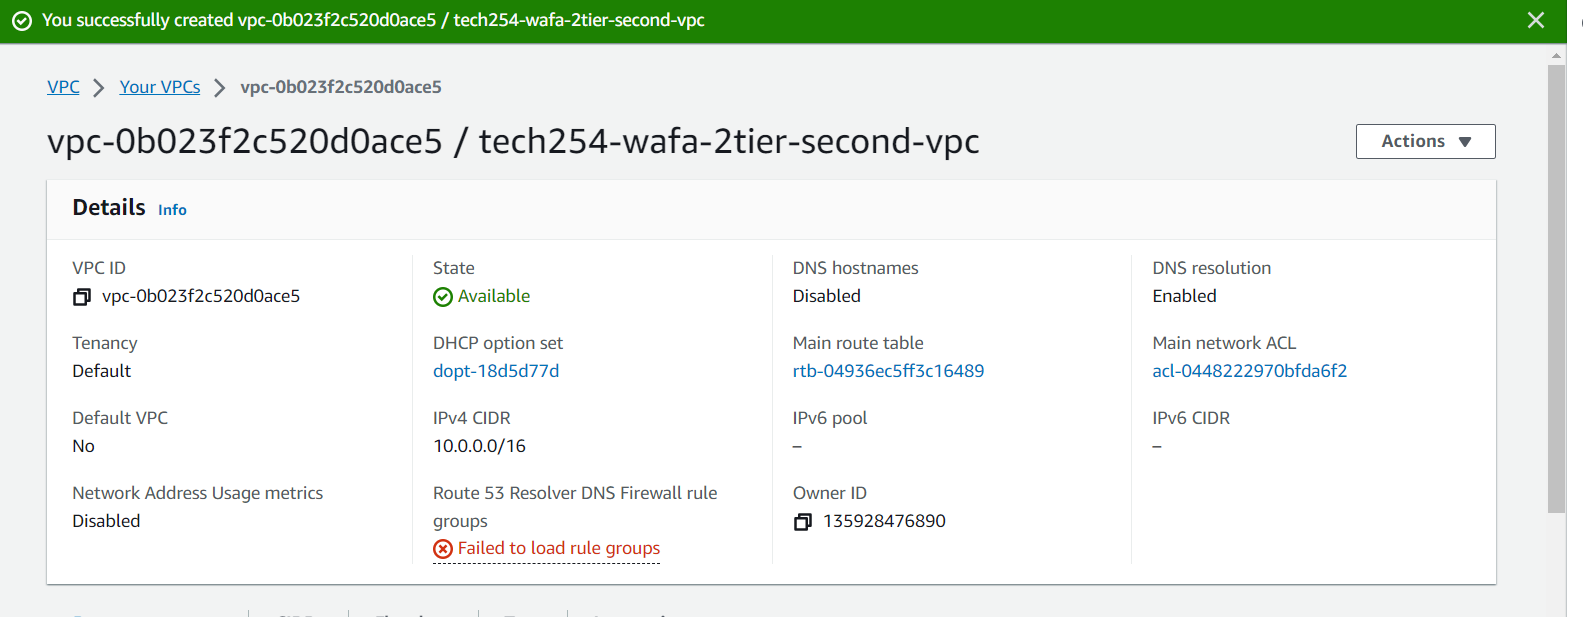 You successfully created vpc-0b023f2c520d0ace5 / tech254-wafa-2tier-second-vpc
VPC > Your VPCs > vpc-0b023f2c520d0ace5
vpc-0b023f2c520d0ace5 / tech254-wafa-2tier-second-vpc
Actions
Details Info
VPC ID
vpc-0b023f2c520d0ace5
State
Available
DNS hostnames
Disabled
DNS resolution
Enabled
Tenancy
Default
DHCP option set
dopt-18d5d77d
Main route table
rtb-04936ec5ff3c16489
Main network ACL
acl-0448222970bfda6f2
Default VPC
No
IPv4 CIDR
10.0.0.0/16
IPv6 pool
–
IPv6 CIDR
–
Network Address Usage metrics
Disabled
Route 53 Resolver DNS Firewall rule
groups
Failed to load rule groups
Owner ID
135928476890